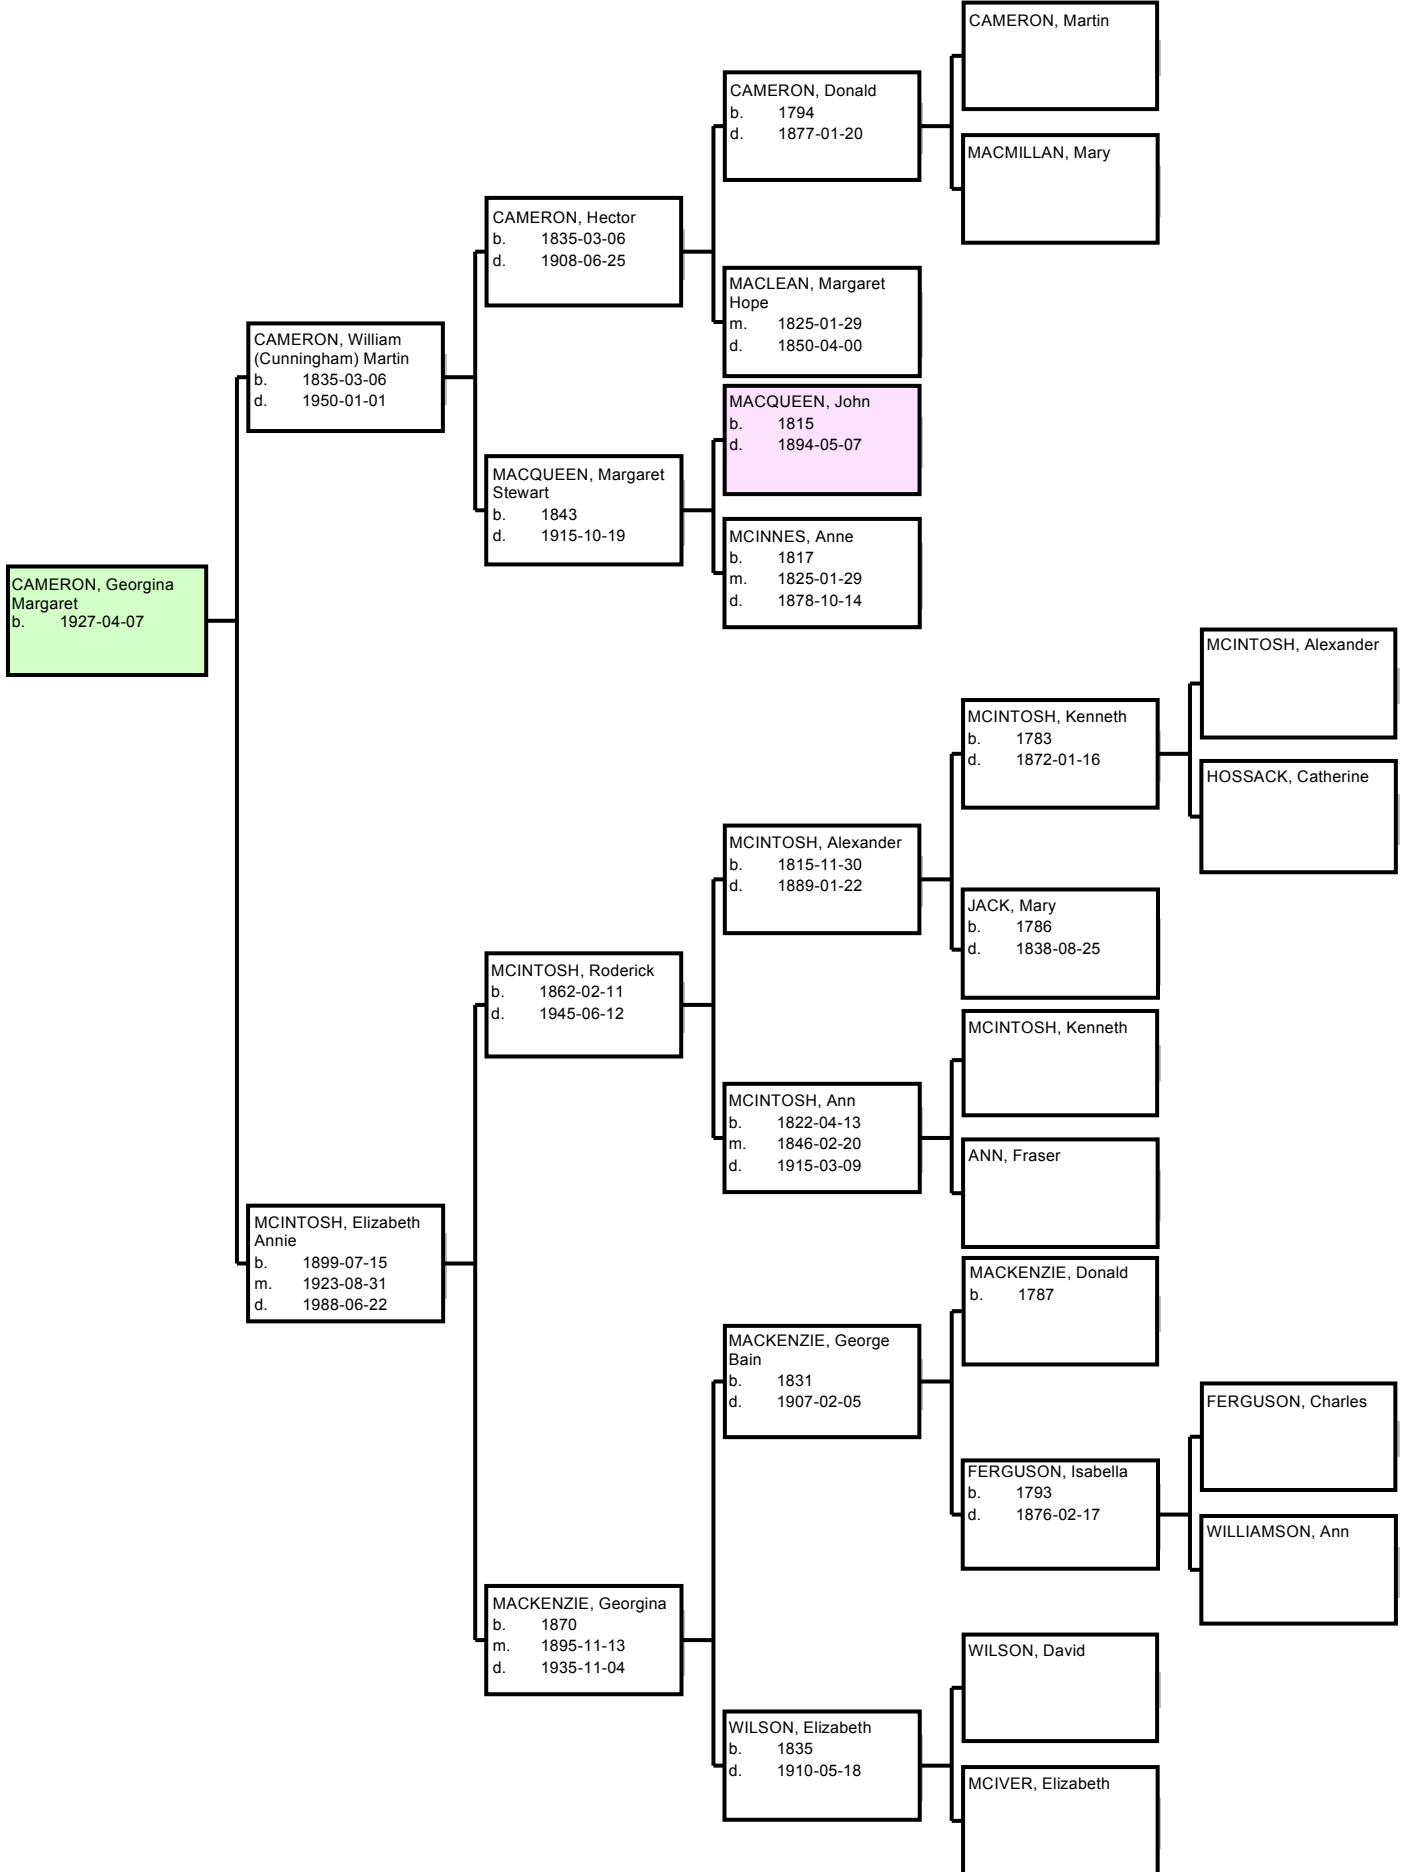 CAMERON, Martin
CAMERON, Donald
b. 1794
d. 1877-01-20
MACMILLAN, Mary
CAMERON, Hector
b. 1835-03-06
d. 1908-06-25
MACLEAN, Margaret
Hope
m. 1825-01-29
d. 1850-04-00
CAMERON, William
(Cunningham) Martin
b. 1835-03-06
d. 1950-01-01
MACQUEEN, John
b. 1815
d. 1894-05-07
MACQUEEN, Margaret
Stewart
b. 1843
d. 1915-10-19
MCINNES, Anne
b. 1817
m. 1825-01-29
d. 1878-10-14
CAMERON, Georgina
Margaret
b. 1927-04-07
MCINTOSH, Alexander
MCINTOSH, Kenneth
b. 1783
d. 1872-01-16
HOSSACK, Catherine
MCINTOSH, Alexander
b. 1815-11-30
d. 1889-01-22
JACK, Mary
b. 1786
d. 1838-08-25
MCINTOSH, Roderick
b. 1862-02-11
d. 1945-06-12
MCINTOSH, Kenneth
MCINTOSH, Ann
b. 1822-04-13
m. 1846-02-20
d. 1915-03-09
ANN, Fraser
MCINTOSH, Elizabeth
Annie
b. 1899-07-15
m. 1923-08-31
d. 1988-06-22
MACKENZIE, Donald
b. 1787
MACKENZIE, George
Bain
b. 1831
d. 1907-02-05
FERGUSON, Charles
FERGUSON, Isabella
b. 1793
d. 1876-02-17
WILLIAMSON, Ann
MACKENZIE, Georgina
b. 1870
m. 1895-11-13
d. 1935-11-04
WILSON, David
WILSON, Elizabeth
b. 1835
d. 1910-05-18
MCIVER, Elizabeth